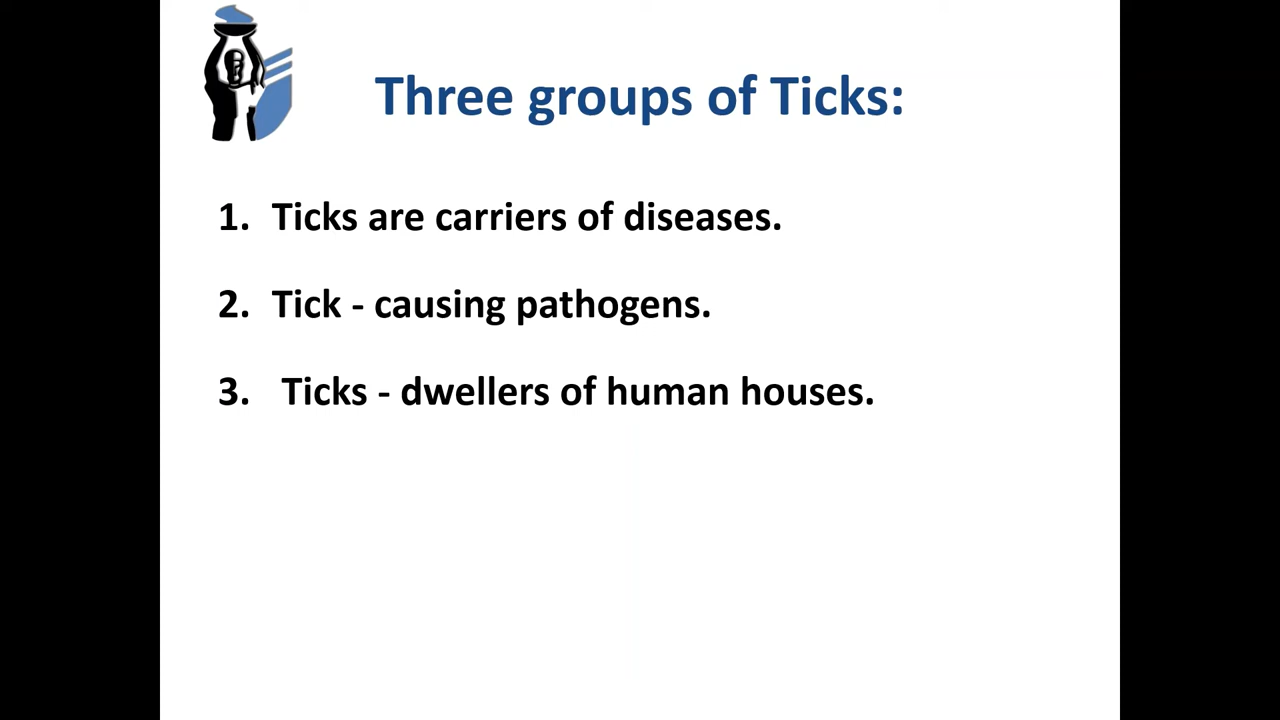 Three groups of Ticks:
1. Ticks are carriers of diseases.
2. Tick - causing pathogens.
3. Ticks - dwellers of human houses.